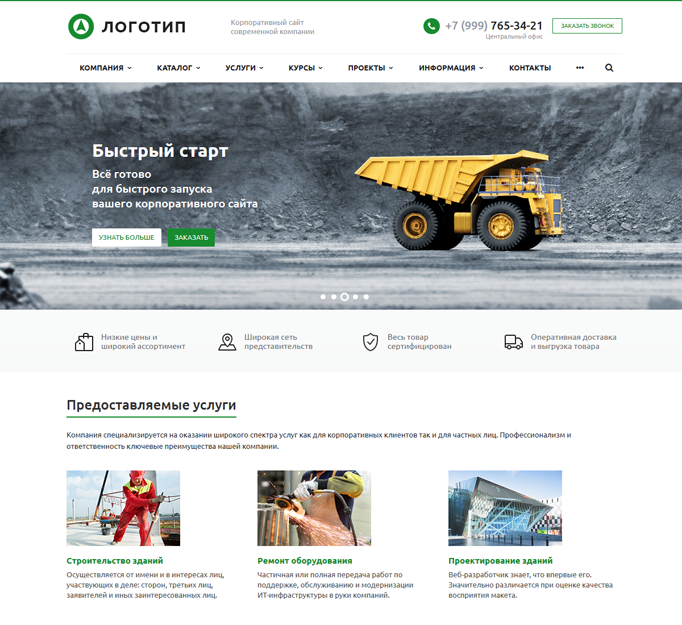 ЛОГОТИП
Корпоративный сайт
современной компании
+7 (999) 765-34-21
Центральный офис
ЗАКАЗАТЬ ЗВОНОК
КОМПАНИЯ КАТАЛОГ УСЛУГИ КУРСЫ ПРОЕКТЫ ИНФОРМАЦИЯ КОНТАКТЫ •••
Быстрый старт
Всё готово
для быстрого запуска
вашего корпоративного сайта
УЗНАТЬ БОЛЬШЕ ЗАКАЗАТЬ
Низкие цены и
широкий ассортимент
Широкая сеть
представительств
Весь товар
сертифицирован
Оперативная доставка
и выгрузка товара
Предоставляемые услуги
Компания специализируется на оказании широкого спектра услуг как для корпоративных клиентов так и для частных лиц. Профессионализм и
ответственность ключевые преимущества нашей компании.
Строительство зданий
Осуществляется от имени и в интересах лиц,
участвующих в деле: сторон, третьих лиц,
заявителей и иных заинтересованных лиц.
Ремонт оборудования
Частичная или полная передача работ по
поддержке, обслуживанию и модернизации
ИТ-инфраструктуры в руки компаний.
Проектирование зданий
Веб-разработчик знает, что впервые его.
Значительно различается при оценке качества
восприятия макета.